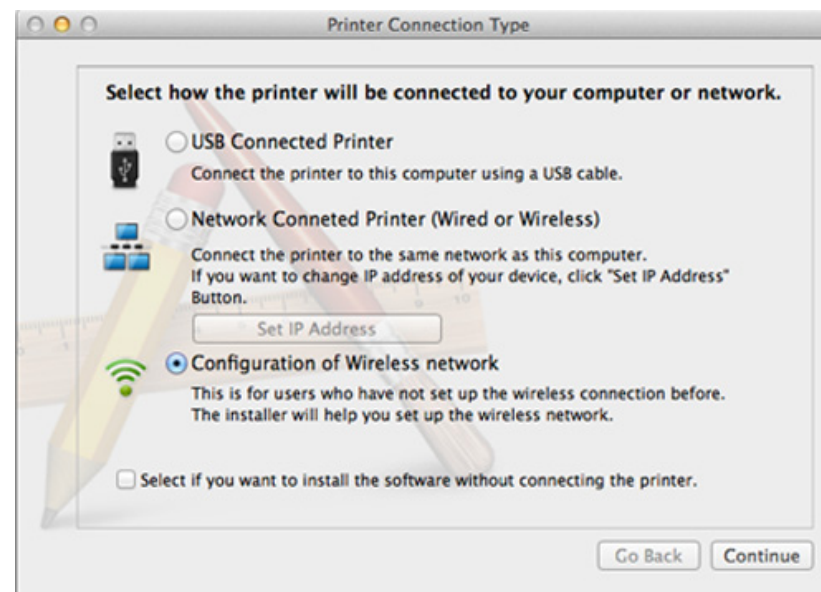 Printer Connection Type
Select how the printer will be connected to your computer or network.
USB Connected Printer
Connect the printer to this computer using a USB cable.
Network Conneted Printer (Wired or Wireless)
Connect the printer to the same network as this computer.
If you want to change IP address of your device, click "Set IP Address"
Button.
Set IP Address
Configuration of Wireless network
This is for users who have not set up the wireless connection before.
The installer will help you set up the wireless network.
Select if you want to install the software without connecting the printer.
Go Back Continue